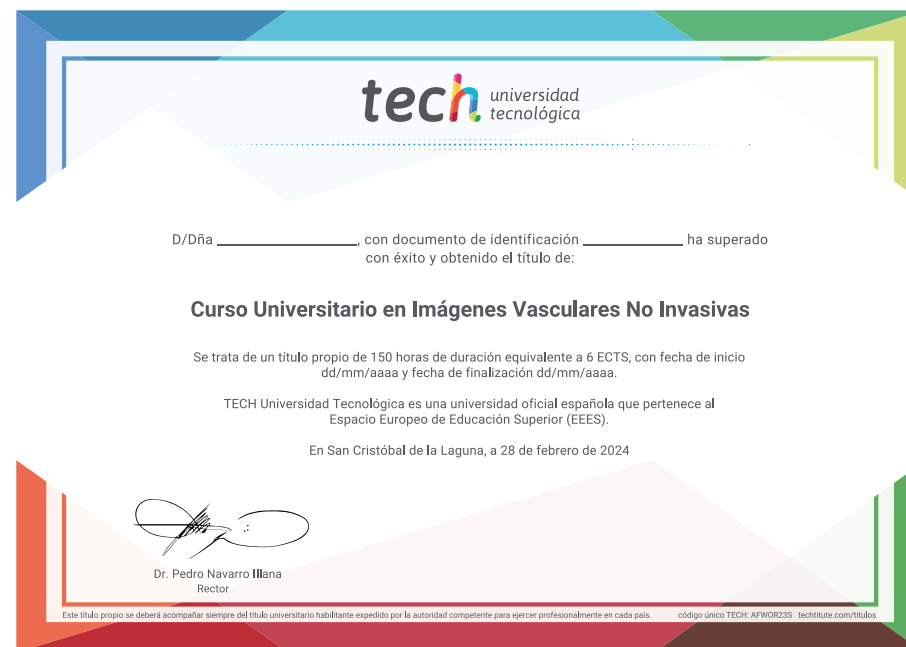 tech universidad
tecnológica
D/Dña ____________________, con documento de identificación ______________ ha superado
con éxito y obtenido el título de:
Curso Universitario en Imágenes Vasculares No Invasivas
Se trata de un título propio de 150 horas de duración equivalente a 6 ECTS, con fecha de inicio
dd/mm/aaaa y fecha de finalización dd/mm/aaaa.
TECH Universidad Tecnológica es una universidad oficial española que pertenece al
Espacio Europeo de Educación Superior (EEES).
En San Cristóbal de la Laguna, a 28 de febrero de 2024
Dr. Pedro Navarro Illana
Rector
Este título propio se deberá acompañar siempre del título universitario habilitante expedido por la autoridad competente para ejercer profesionalmente en cada país. código único TECH: AFWOR23S techtitute.com/titulos